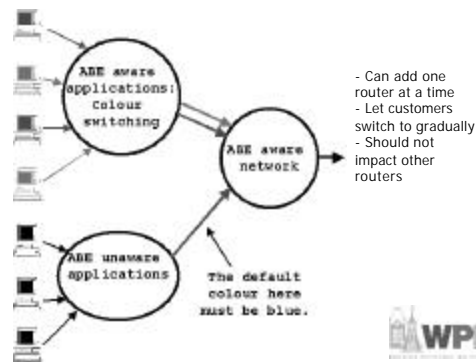 ABE aware
applications:
Colour
switching
ABE aware
network
- Can add one
router at a time
- Let customers
switch to gradually
- Should not
impact other
routers
ABE unaware
applications
The default
colour here
must be blue.
WP